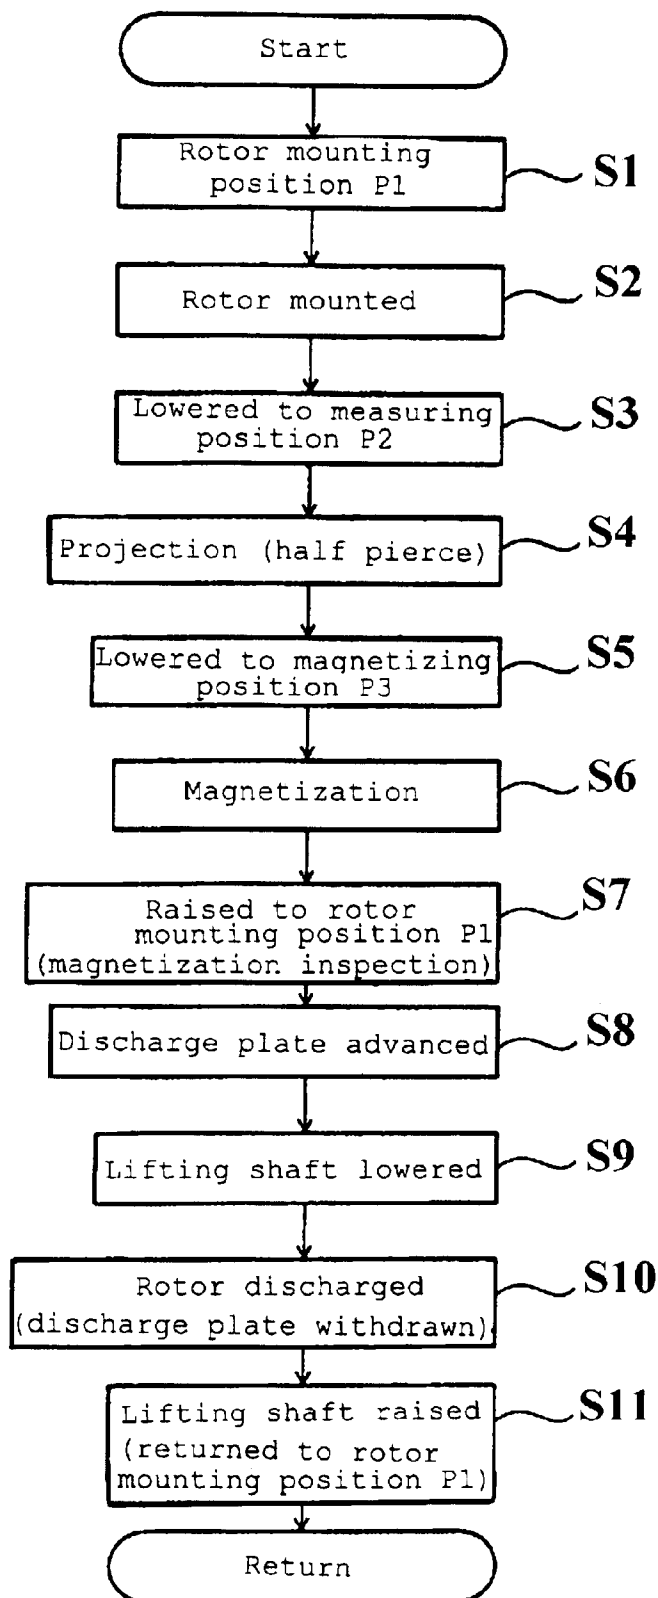 Start
Rotor mounting
position P1
S1
Rotor mounted
S2
Lowered to measuring
position P2
S3
Projection (half pierce)
S4
Lowered to magnetizing
position P3
S5
Magnetization
S6
Raised to rotor
mounting position P1
(magnetization inspection)
S7
Discharge plate advanced
S8
Lifting shaft lowered
S9
Rotor discharged
(discharge plate withdrawn)
S10
Lifting shaft raised
(returned to rotor
mounting position P1)
S11
Return